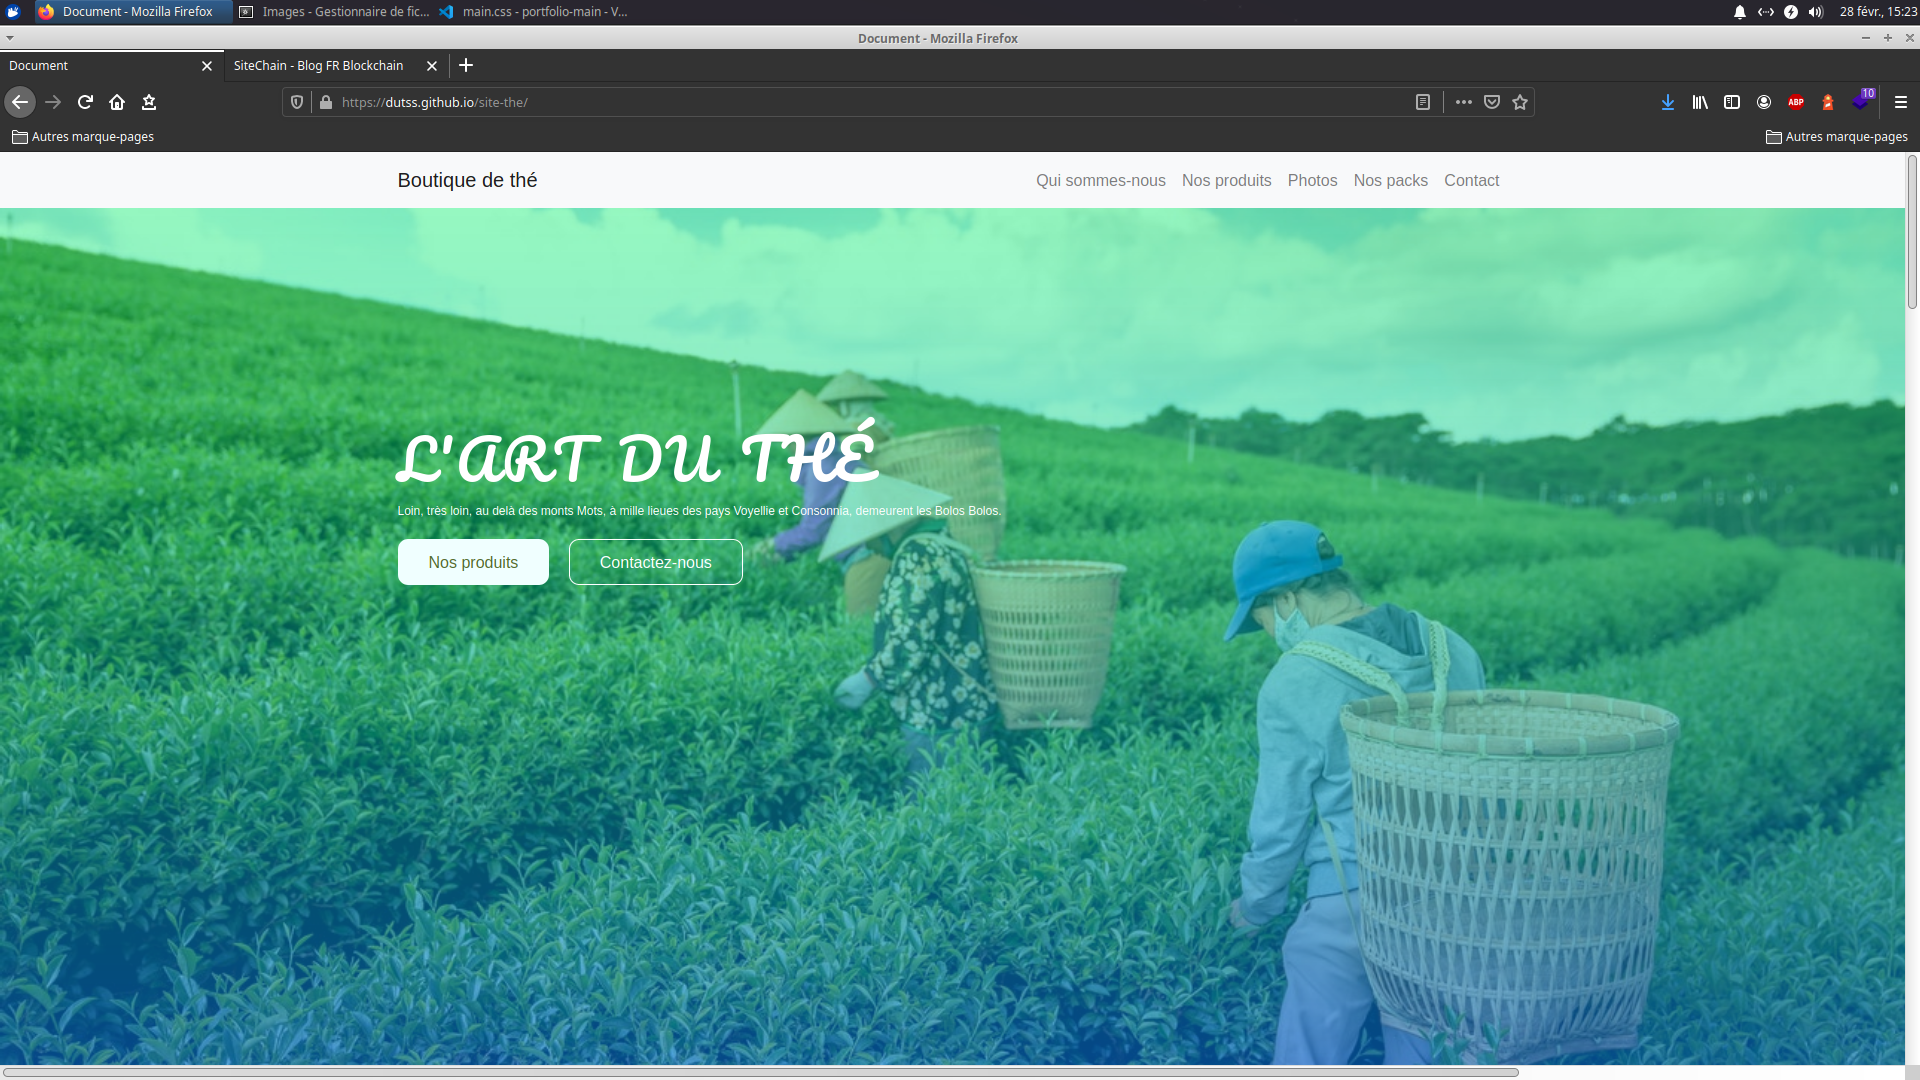 Document - Mozilla Firefox
Images - Gestionnaire de fic...
main.css - portfolio-main - V...
28 févr., 15:23
Document - Mozilla Firefox
Document
SiteChain - Blog FR Blockchain
https://dutss.github.io/site-the/
ABP
10
Autres marque-pages
Autres marque-pages
Boutique de thé
Qui sommes-nous
Nos produits
Photos
Nos packs
Contact
L'ART DU THÉ
Loin, très loin, au delà des monts Mots, à mille lieues des pays Voyellie et Consonnia, demeurent les Bolos Bolos.
Nos produits
Contactez-nous